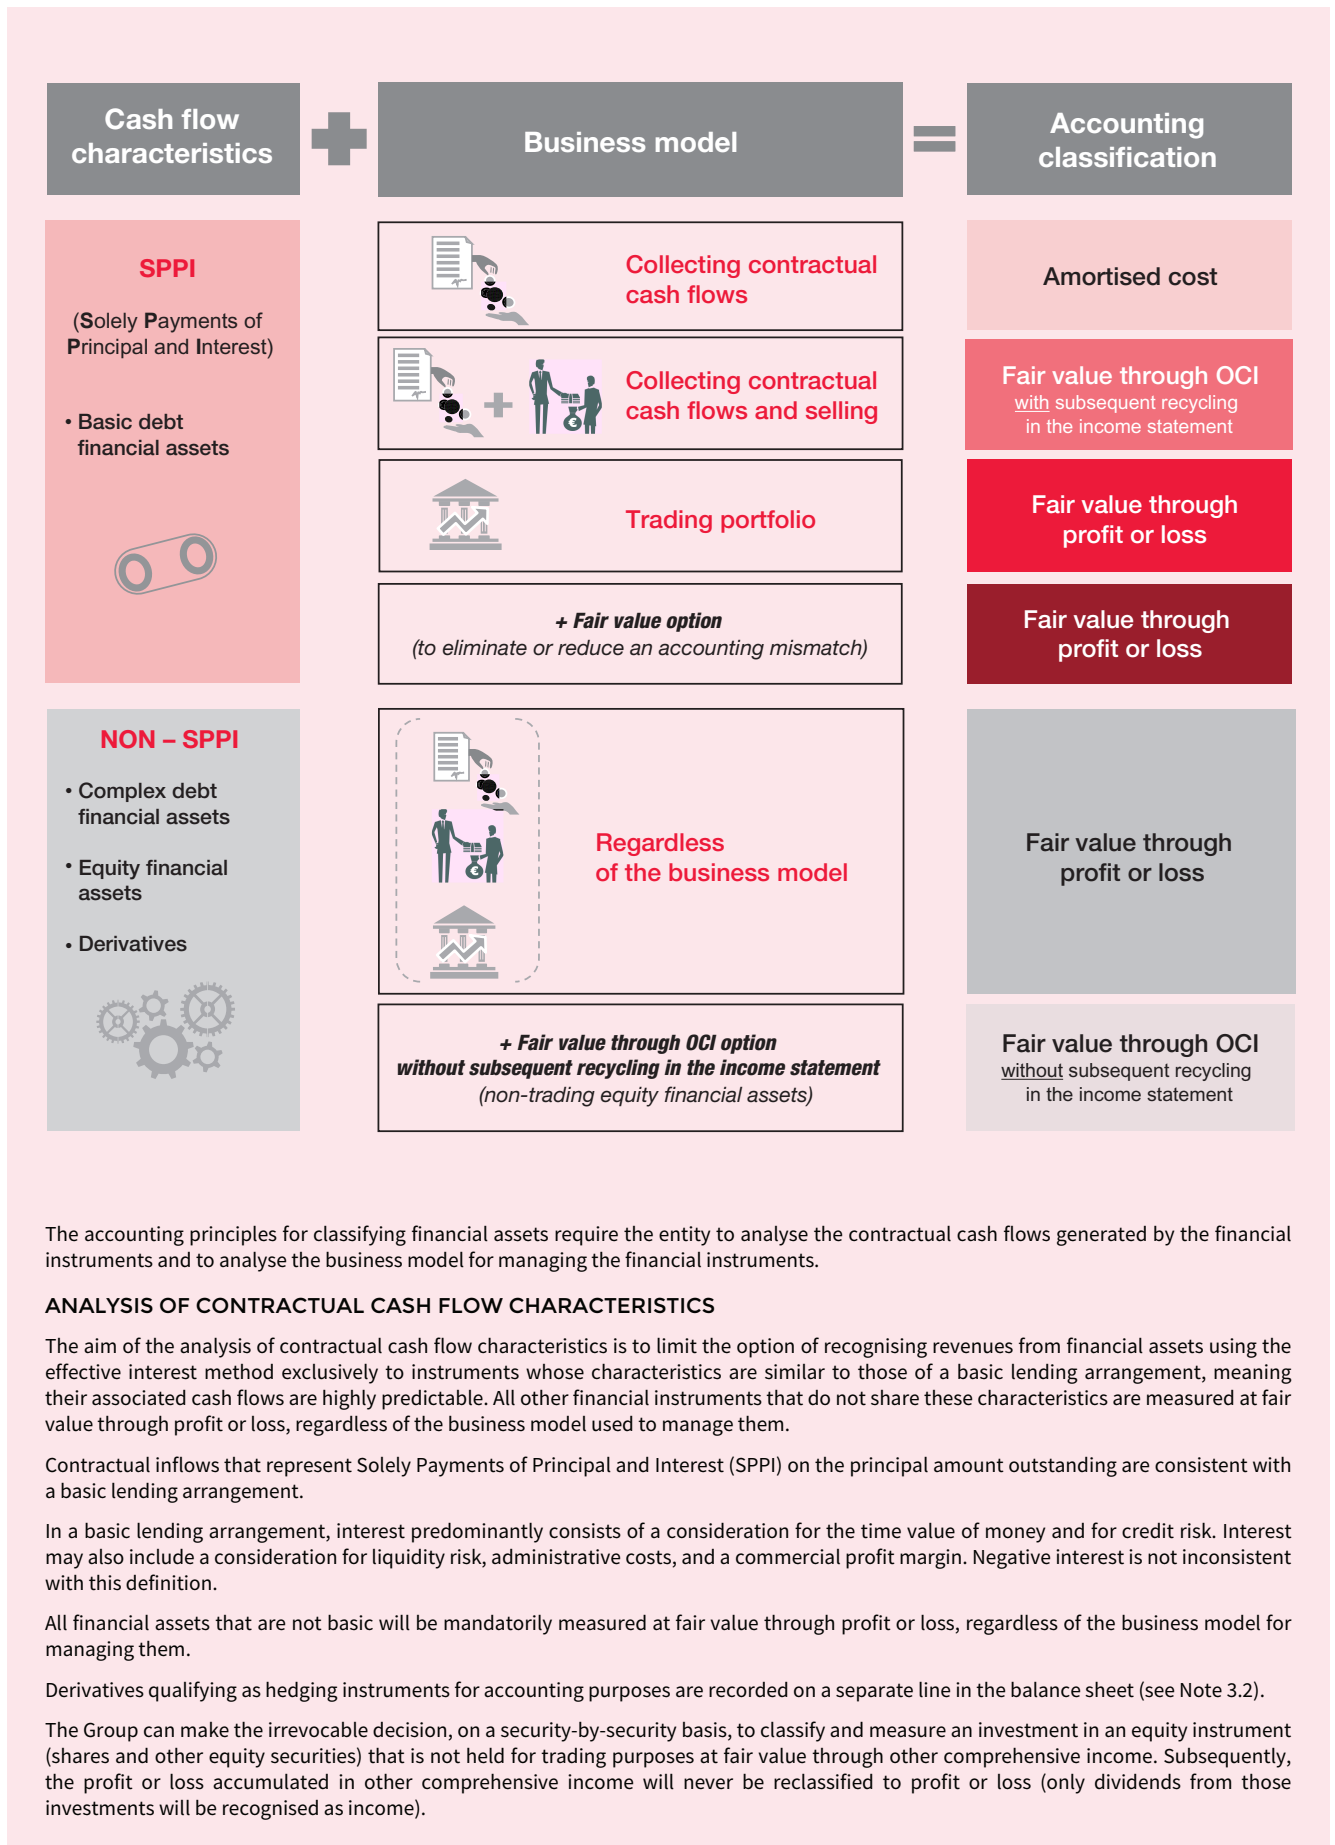 Cash flow
characteristics
Business model
Accounting
classification
SPPI
(Solely Payments of
Principal and Interest)
• Basic debt
financial assets
Collecting contractual
cash flows
Amortised cost
Collecting contractual
cash flows and selling
Fair value through OCI
with subsequent recycling
in the income statement
Trading portfolio
Fair value through
profit or loss
+ Fair value option
(to eliminate or reduce an accounting mismatch)
Fair value through
profit or loss
NON – SPPI
• Complex debt
financial assets
• Equity financial
assets
• Derivatives
Regardless
of the business model
Fair value through
profit or loss
+ Fair value through OCI option
without subsequent recycling in the income statement
(non-trading equity financial assets)
Fair value through OCI
without subsequent recycling
in the income statement
The accounting principles for classifying financial assets require the entity to analyse the contractual cash flows generated by the financial
instruments and to analyse the business model for managing the financial instruments.
ANALYSIS OF CONTRACTUAL CASH FLOW CHARACTERISTICS
The aim of the analysis of contractual cash flow characteristics is to limit the option of recognising revenues from financial assets using the
effective interest method exclusively to instruments whose characteristics are similar to those of a basic lending arrangement, meaning
their associated cash flows are highly predictable. All other financial instruments that do not share these characteristics are measured at fair
value through profit or loss, regardless of the business model used to manage them.
Contractual inflows that represent Solely Payments of Principal and Interest (SPPI) on the principal amount outstanding are consistent with
a basic lending arrangement.
In a basic lending arrangement, interest predominantly consists of a consideration for the time value of money and for credit risk. Interest
may also include a consideration for liquidity risk, administrative costs, and a commercial profit margin. Negative interest is not inconsistent
with this definition.
All financial assets that are not basic will be mandatorily measured at fair value through profit or loss, regardless of the business model for
managing them.
Derivatives qualifying as hedging instruments for accounting purposes are recorded on a separate line in the balance sheet (see Note 3.2).
The Group can make the irrevocable decision, on a security-by-security basis, to classify and measure an investment in an equity instrument
(shares and other equity securities) that is not held for trading purposes at fair value through other comprehensive income. Subsequently,
the profit or loss accumulated in other comprehensive income will never be reclassified to profit or loss (only dividends from those
investments will be recognised as income).